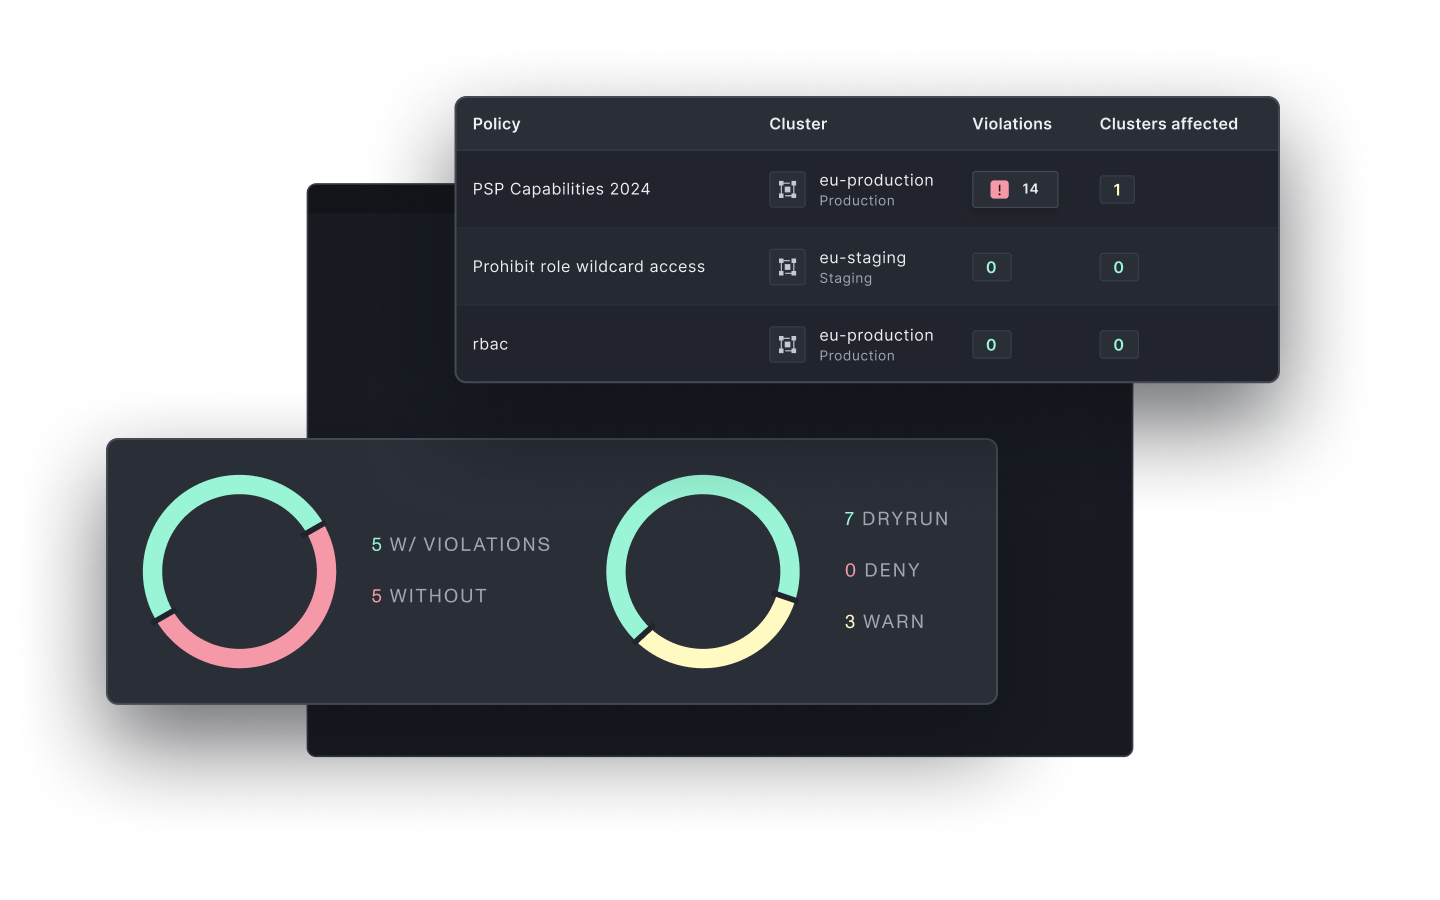 Policy Cluster Violations Clusters affected
PSP Capabilities 2024 eu-production Production ! 14 1
Prohibit role wildcard access eu-staging Staging 0 0
rbac eu-production Production 0 0
5 W/ VIOLATIONS
5 WITHOUT
7 DRYRUN
0 DENY
3 WARN